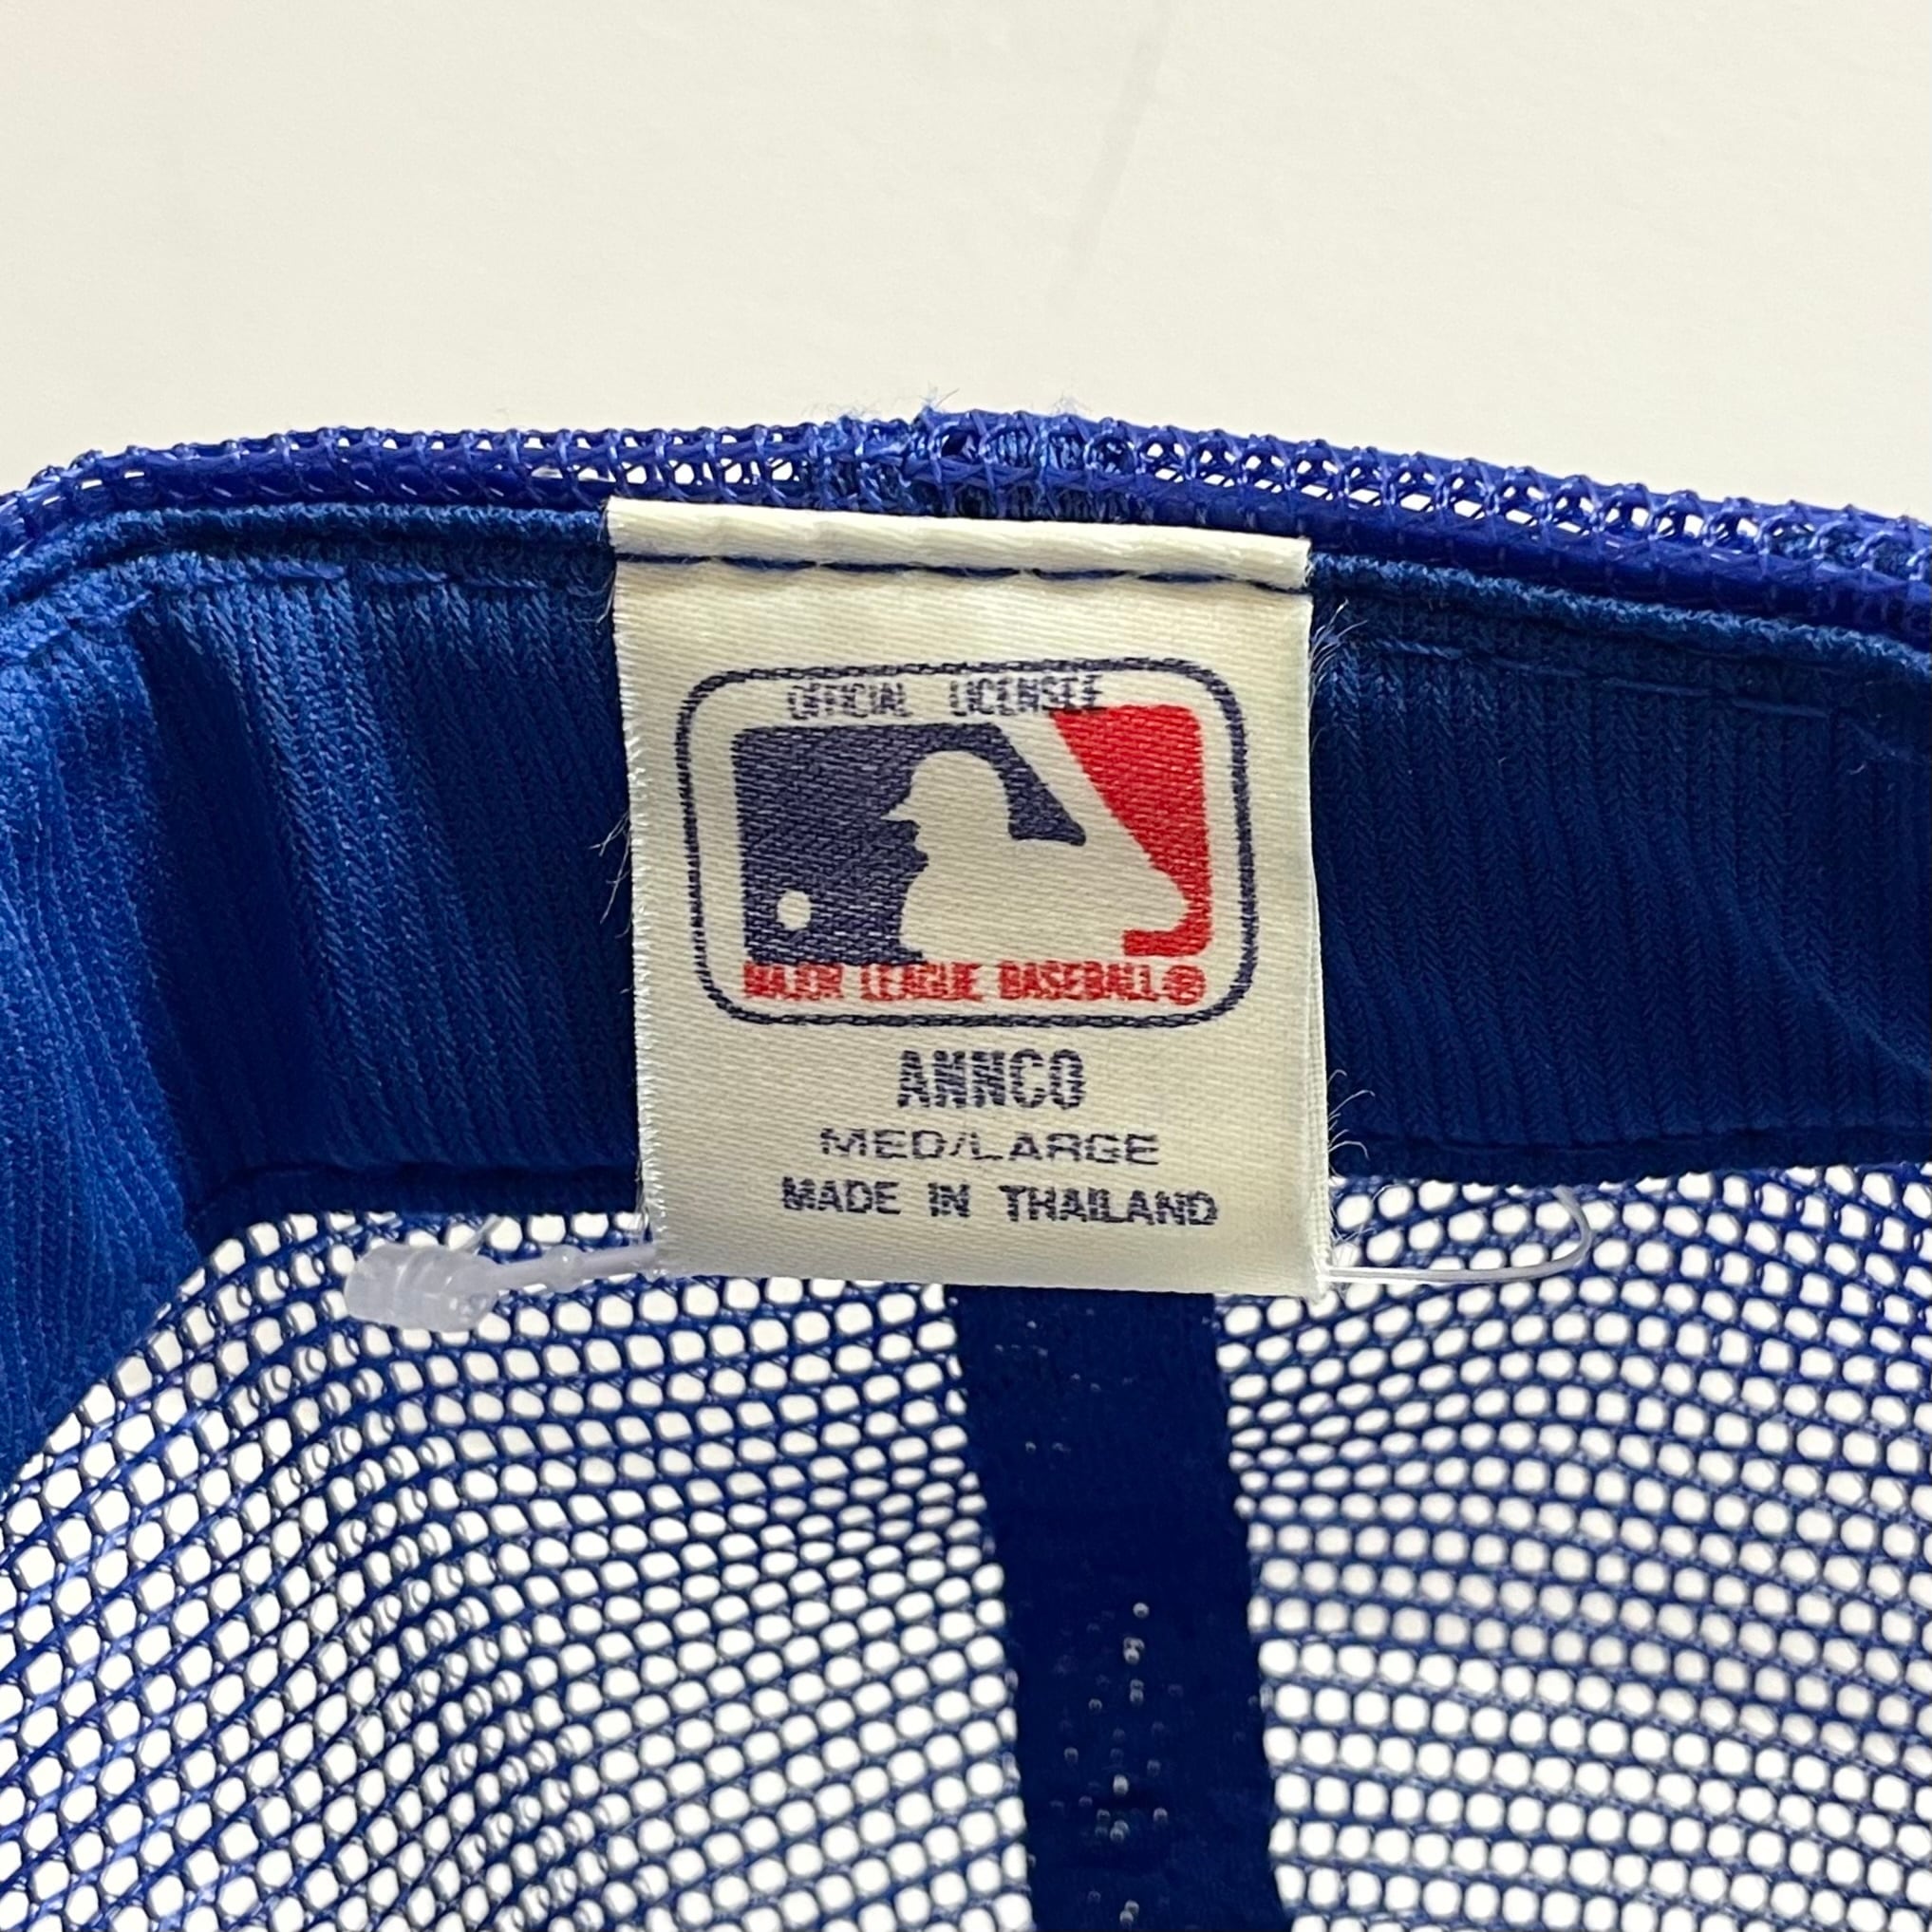 OFFICIAL LICENSEE
MAJOR LEAGUE BASEBALL®
ANNCO
MED/LARGE
MADE IN THAILAND